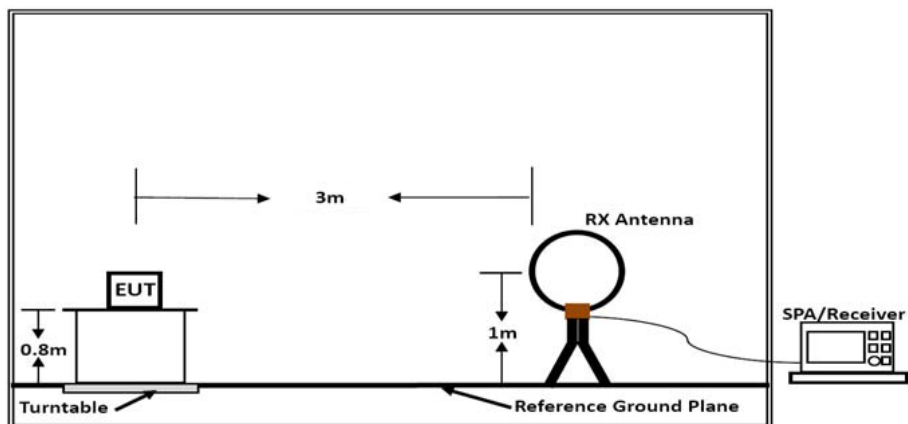 3m
RX Antenna
EUT
SPA/Receiver
0.8m
1m
Turntable
Reference Ground Plane